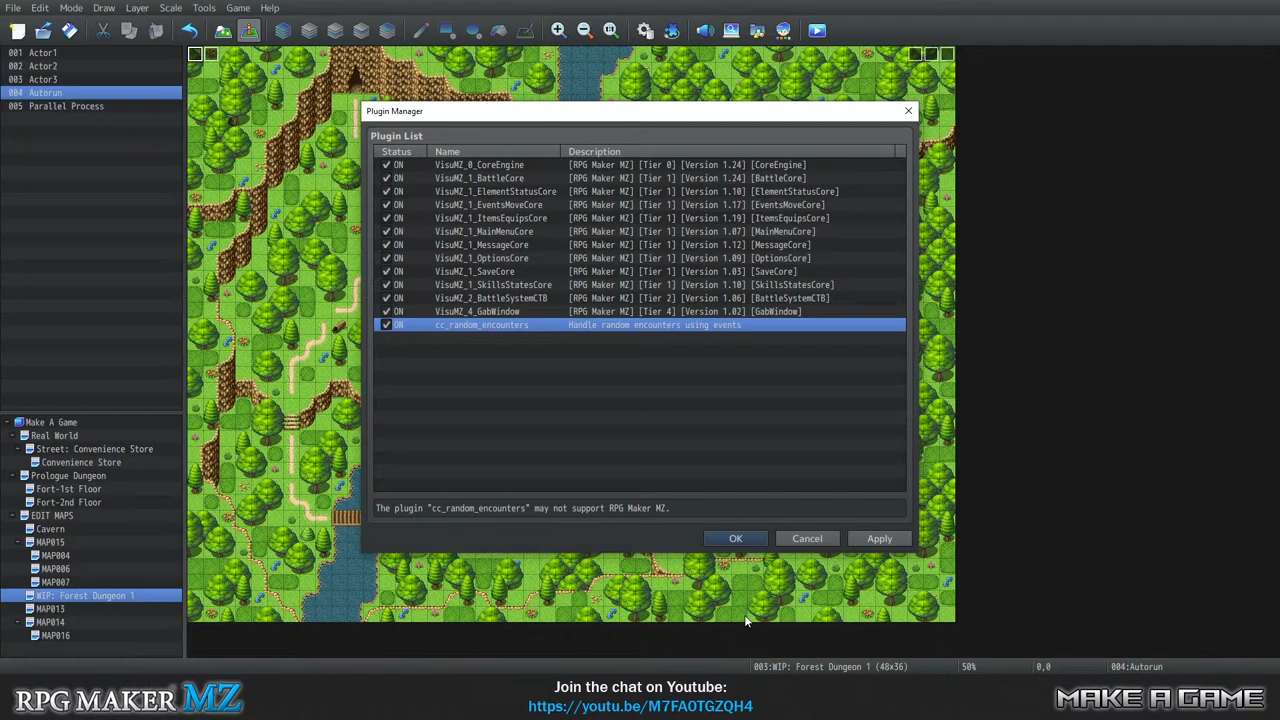 File Edit Mode Draw Layer Scale Tools Game Help
001 Actor1
002 Actor2
003 Actor3
004 Autorun
005 Parallel Process
Plugin Manager
Plugin List
Status Name Description
ON VisuMZ_0_CoreEngine [RPG Maker MZ] [Tier 0] [Version 1.24] [CoreEngine]
ON VisuMZ_1_BattleCore [RPG Maker MZ] [Tier 1] [Version 1.24] [BattleCore]
ON VisuMZ_1_ElementStatusCore [RPG Maker MZ] [Tier 1] [Version 1.10] [ElementStatusCore]
ON VisuMZ_1_EventsMoveCore [RPG Maker MZ] [Tier 1] [Version 1.17] [EventsMoveCore]
ON VisuMZ_1_ItemsEquipsCore [RPG Maker MZ] [Tier 1] [Version 1.19] [ItemsEquipsCore]
ON VisuMZ_1_MainMenuCore [RPG Maker MZ] [Tier 1] [Version 1.07] [MainMenuCore]
ON VisuMZ_1_MessageCore [RPG Maker MZ] [Tier 1] [Version 1.12] [MessageCore]
ON VisuMZ_1_OptionsCore [RPG Maker MZ] [Tier 1] [Version 1.09] [OptionsCore]
ON VisuMZ_1_SaveCore [RPG Maker MZ] [Tier 1] [Version 1.03] [SaveCore]
ON VisuMZ_1_SkillsStatesCore [RPG Maker MZ] [Tier 1] [Version 1.10] [SkillsStatesCore]
ON VisuMZ_2_BattleSystemCTB [RPG Maker MZ] [Tier 2] [Version 1.06] [BattleSystemCTB]
ON VisuMZ_4_GabWindow [RPG Maker MZ] [Tier 4] [Version 1.02] [GabWindow]
ON cc_random_encounters Handle random encounters using events
The plugin "cc_random_encounters" may not support RPG Maker MZ.
OK Cancel Apply
Make A Game
Real World
Street: Convenience Store
Convenience Store
Prologue Dungeon
Fort-1st Floor
Fort-2nd Floor
EDIT MAPS
Cavern
MAP015
MAP004
MAP006
MAP007
WIP: Forest Dungeon 1
MAP013
MAP014
MAP016
003:WIP: Forest Dungeon 1 (48x36) 50% 0,0 004:Autorun
RPG MAKER MZ
Join the chat on Youtube:
https://youtu.be/M7FA0TGZQH4
MAKE A GAME